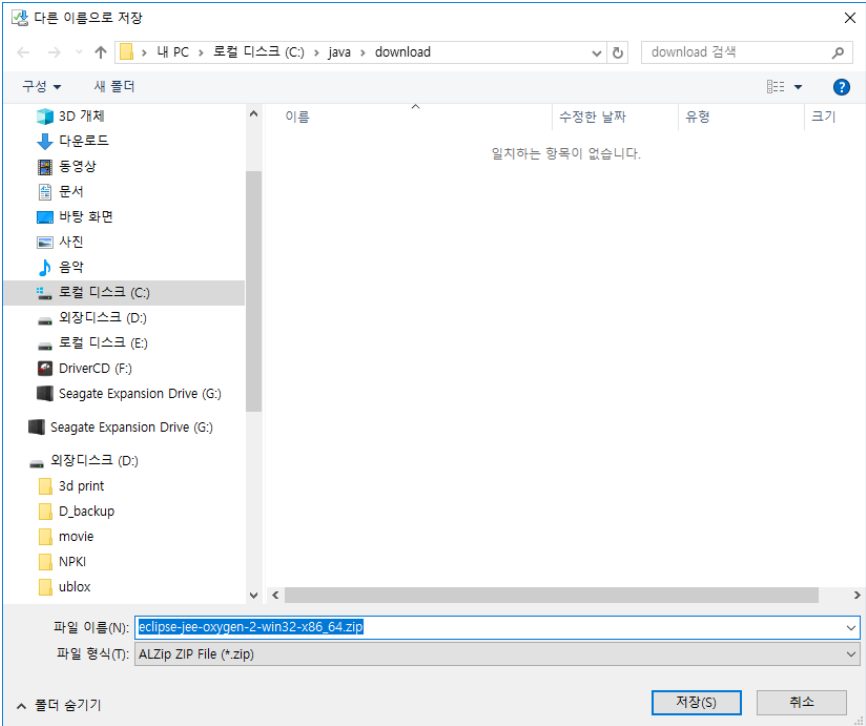 다른 이름으로 저장
내 PC › 로컬 디스크 (C:) › java › download
download 검색
구성
새 폴더
?
3D 개체
다운로드
동영상
문서
바탕 화면
사진
음악
로컬 디스크 (C:)
외장디스크 (D:)
로컬 디스크 (E:)
DriverCD (F:)
Seagate Expansion Drive (G:)
Seagate Expansion Drive (G:)
외장디스크 (D:)
3d print
D_backup
movie
NPKI
ublox
이름
수정한 날짜
유형
크기
일치하는 항목이 없습니다.
파일 이름(N): eclipse-jee-oxygen-2-win32-x86_64.zip
파일 형식(T): ALZip ZIP File (*.zip)
폴더 숨기기
저장(S)
취소